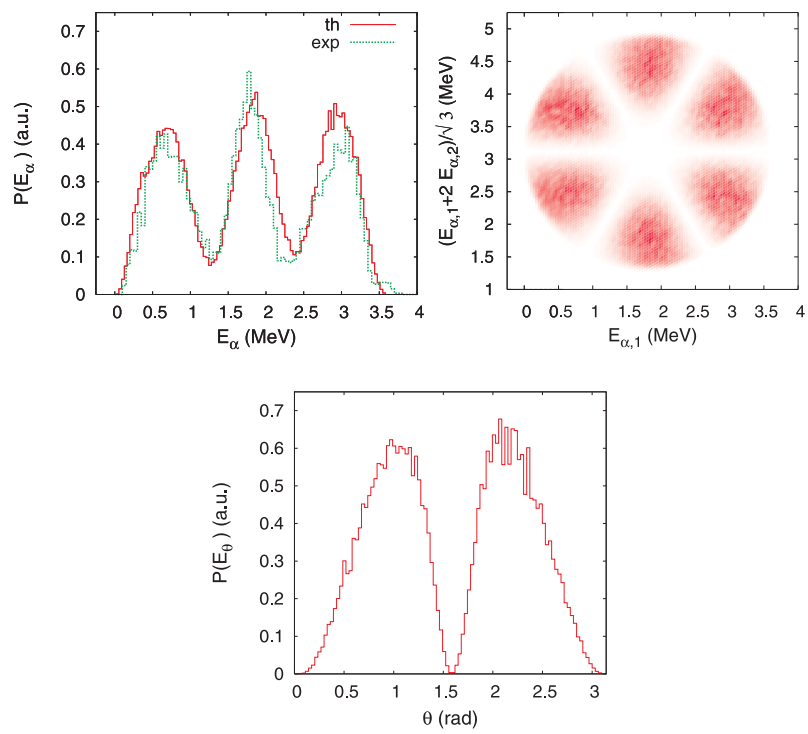 th
exp
P(Eα) (a.u.)
0.7
0.6
0.5
0.4
0.3
0.2
0.1
0
0 0.5 1 1.5 2 2.5 3 3.5 4
Eα (MeV)
(Eα,1+2 Eα,2)/√3 (MeV)
5
4.5
4
3.5
3
2.5
2
1.5
1
0 0.5 1 1.5 2 2.5 3 3.5 4
Eα,1 (MeV)
P(Eθ) (a.u.)
0.7
0.6
0.5
0.4
0.3
0.2
0.1
0
0 0.5 1 1.5 2 2.5 3
θ (rad)